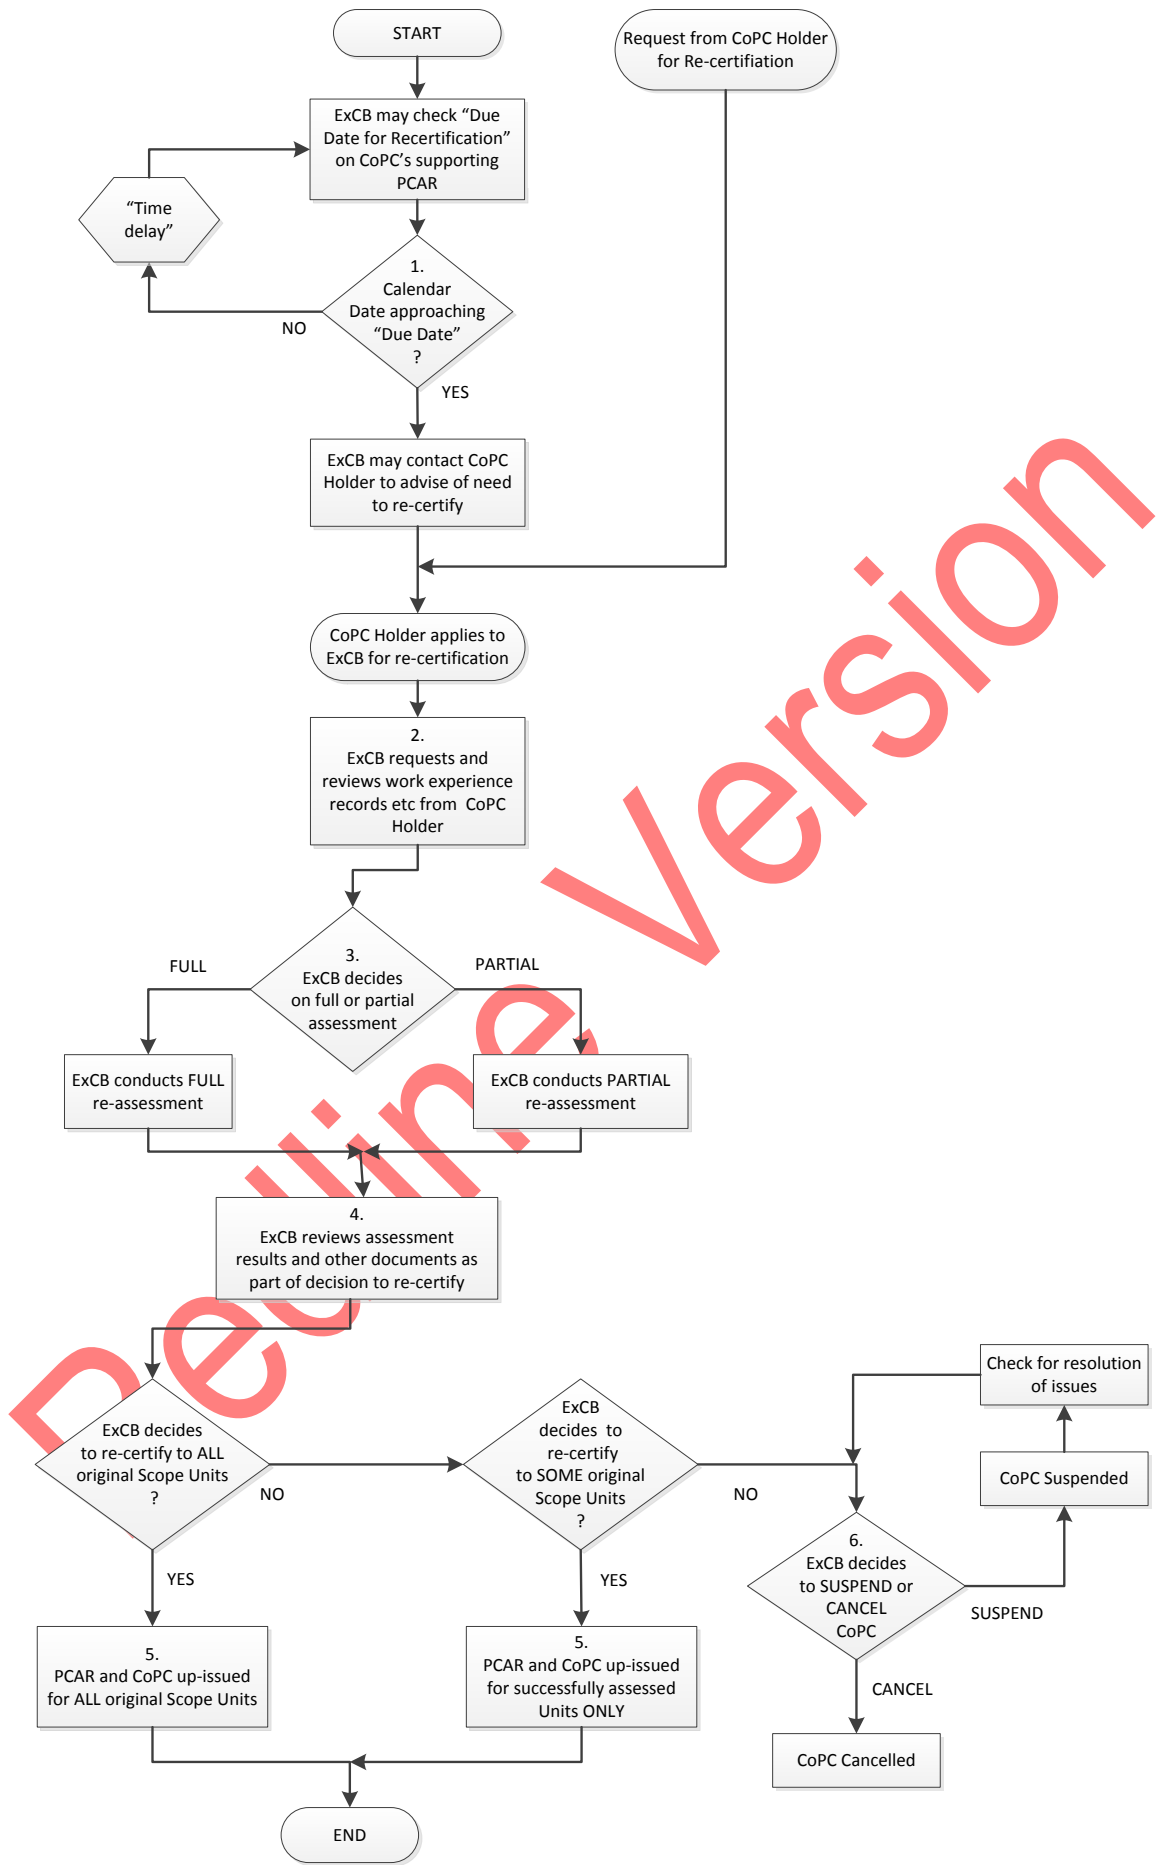 START
Request from CoPC Holder
for Re-certifiation
ExCB may check “Due
Date for Recertification”
on CoPC’s supporting
PCAR
“Time
delay”
1.
Calendar
Date approaching
“Due Date”
?
NO
YES
ExCB may contact CoPC
Holder to advise of need
to re-certify
CoPC Holder applies to
ExCB for re-certification
2.
ExCB requests and
reviews work experience
records etc from CoPC
Holder
3.
ExCB decides
on full or partial
assessment
FULL
PARTIAL
ExCB conducts FULL
re-assessment
ExCB conducts PARTIAL
re-assessment
4.
ExCB reviews assessment
results and other documents as
part of decision to re-certify
ExCB decides
to re-certify to ALL
original Scope Units
?
NO
YES
ExCB
decides to
re-certify
to SOME original
Scope Units
?
NO
YES
Check for resolution
of issues
CoPC Suspended
6.
ExCB decides
to SUSPEND or
CANCEL
CoPC
SUSPEND
CANCEL
5.
PCAR and CoPC up-issued
for ALL original Scope Units
5.
PCAR and CoPC up-issued
for successfully assessed
Units ONLY
CoPC Cancelled
END
Redline Version